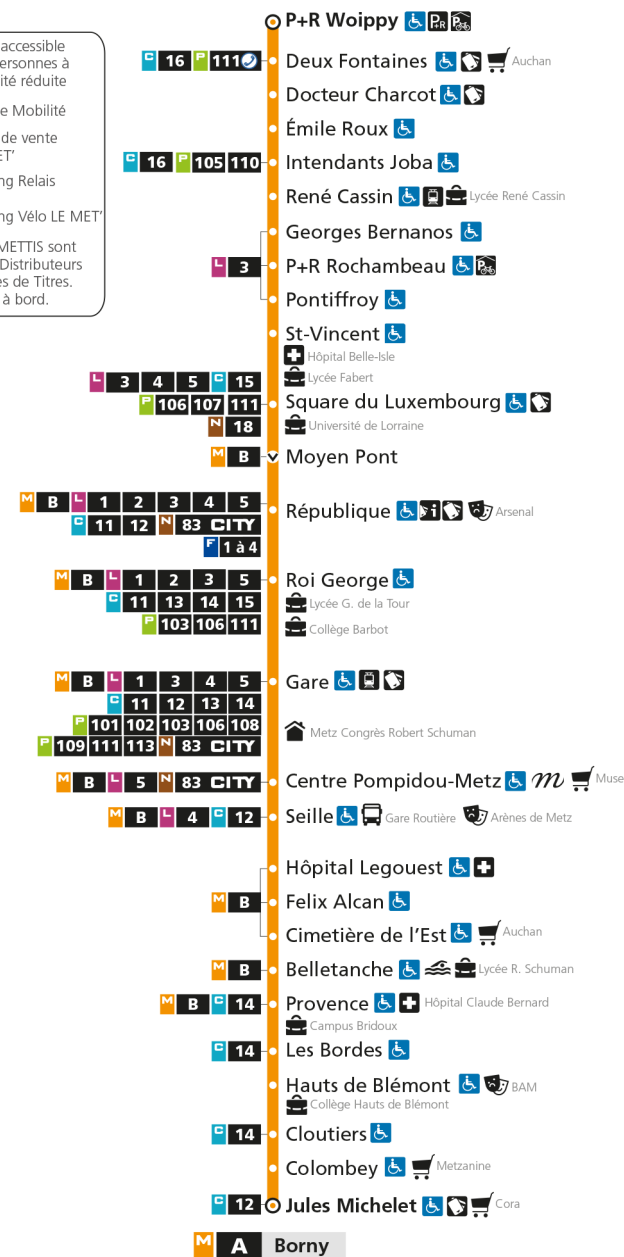 P+R Woippy P+R P
accessible
C 16 P 111 Deux Fontaines Auchan
ersonnes à
ité réduite
Docteur Charcot
e Mobilité
Émile Roux
de vente
ET’
C 16 P 105 110 Intendants Joba
ng Relais
René Cassin Lycée René Cassin
ng Vélo LE MET’
Georges Bernanos
METTIS sont
Distributeurs
L 3 P+R Rochambeau P
es de Titres.
à bord.
Pontiffroy
St-Vincent
Hôpital Belle-Isle
L 3 4 5 C 15 Lycée Fabert
P 106 107 111 Square du Luxembourg
N 18 Université de Lorraine
M B Moyen Pont
M B L 1 2 3 4 5 République i Arsenal
C 11 12 N 83 CITY
F 1 à 4
M B L 1 2 3 5 Roi George
C 11 13 14 15 Lycée G. de la Tour
P 103 106 111 Collège Barbot
M B L 1 3 4 5 Gare
C 11 12 13 14
P 101 102 103 106 108 Metz Congrès Robert Schuman
P 109 111 113 N 83 CITY
M B L 5 N 83 CITY Centre Pompidou-Metz m Muse
M B L 4 C 12 Seille Gare Routière Arènes de Metz
Hôpital Legouest
M B Felix Alcan
Cimetière de l’Est Auchan
M B Belletanche Lycée R. Schuman
M B C 14 Provence Hôpital Claude Bernard
Campus Bridoux
C 14 Les Bordes
Hauts de Blémont BAM
Collège Hauts de Blémont
C 14 Cloutiers
Colombey Metzanine
C 12 Jules Michelet Cora
M A Borny